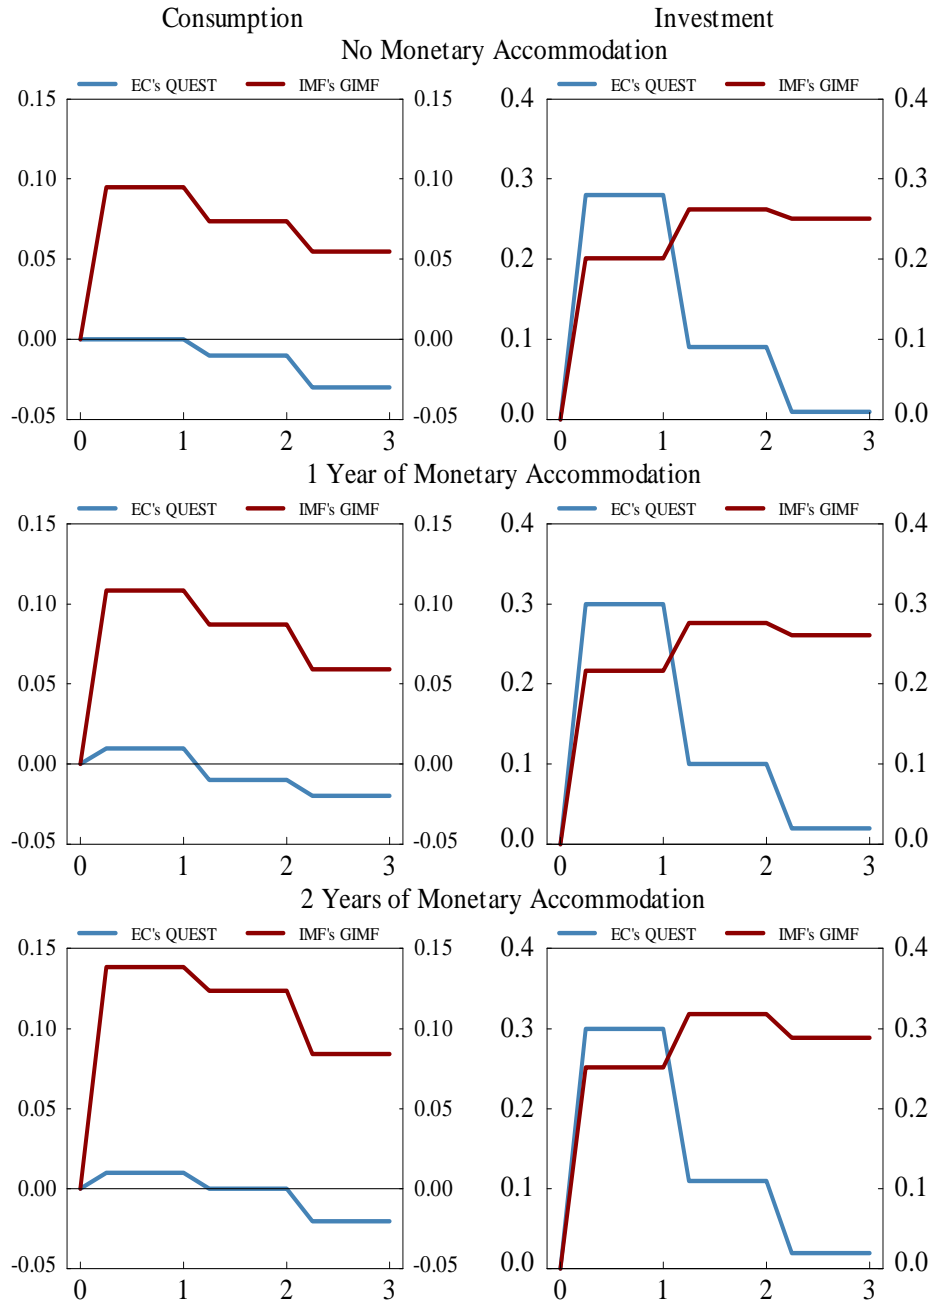 Consumption Investment
No Monetary Accommodation
EC's QUEST IMF's GIMF EC's QUEST IMF's GIMF
0.15 0.15 0.4 0.4
0.10 0.10 0.3 0.3
0.05 0.05 0.2 0.2
0.00 0.00 0.1 0.1
-0.05 -0.05 0.0 0.0
0 1 2 3 0 1 2 3
1 Year of Monetary Accommodation
EC's QUEST IMF's GIMF EC's QUEST IMF's GIMF
0.15 0.15 0.4 0.4
0.10 0.10 0.3 0.3
0.05 0.05 0.2 0.2
0.00 0.00 0.1 0.1
-0.05 -0.05 0.0 0.0
0 1 2 3 0 1 2 3
2 Years of Monetary Accommodation
EC's QUEST IMF's GIMF EC's QUEST IMF's GIMF
0.15 0.15 0.4 0.4
0.10 0.10 0.3 0.3
0.05 0.05 0.2 0.2
0.00 0.00 0.1 0.1
-0.05 -0.05 0.0 0.0
0 1 2 3 0 1 2 3